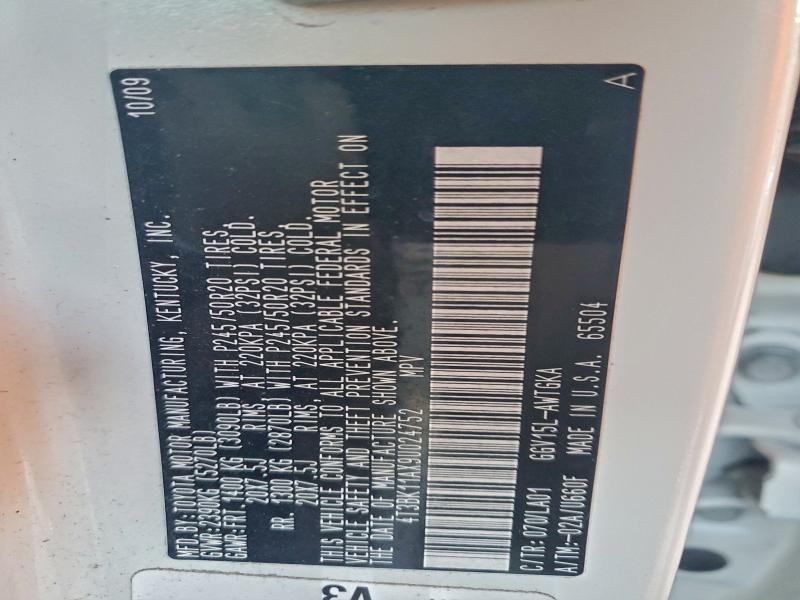 MFD.BY:TOYOTA MOTOR MANUFACTURING, KENTUCKY, INC. 10/09
GVWR:2390KG (5270LB)
GAWR:FRT. 1400 KG (3090LB) WITH P245/50R20 TIRES,
20x7.5J RIMS, AT 220KPA (32PSI) COLD.
RR. 1300 KG (2870LB) WITH P245/50R20 TIRES,
20x7.5J RIMS, AT 220KPA (32PSI) COLD.
THIS VEHICLE CONFORMS TO ALL APPLICABLE FEDERAL MOTOR
VEHICLE SAFETY AND THEFT PREVENTION STANDARDS IN EFFECT ON
THE DATE OF MANUFACTURE SHOWN ABOVE.
4T3BK11AX9U024752 MPV
C/TR:070/LA01 GGV15L-AWTGKA
A/TM:-02A/U660F MADE IN U.S.A. 65504
A
V3